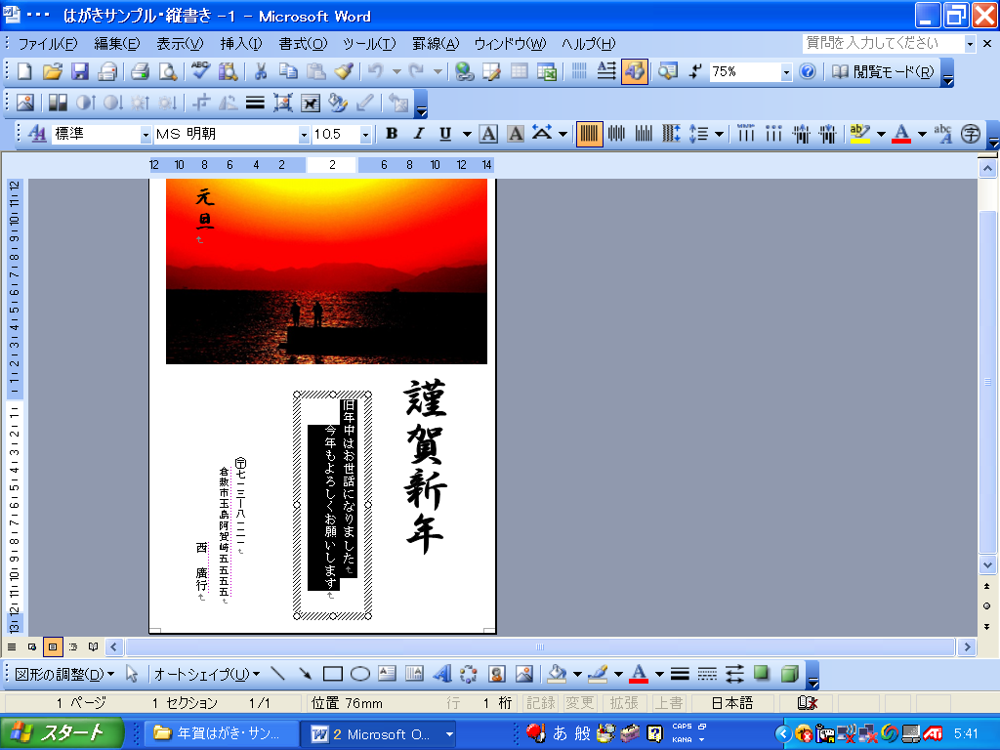 ・・・ はがきサンプル・縦書き -1 - Microsoft Word
ファイル(F) 編集(E) 表示(V) 挿入(I) 書式(O) ツール(T) 罫線(A) ウィンドウ(W) ヘルプ(H) 質問を入力してください
75% 閲覧モード(R)
標準 MS 明朝 10.5 B I U A A
12 10 8 6 4 2 2 6 8 10 12 14
元旦
謹賀新年
旧年中はお世話になりました
今年もよろしくお願いします
〒七一三ー八一二一
倉敷市玉島阿賀崎五五五五五
西 廣行
図形の調整(D) オートシェイプ(U)
1 ページ 1 セクション 1/1 位置 76mm 行 1 桁 記録 変更 拡張 上書 日本語
スタート 年賀はがき・サン... 2 Microsoft O... あ 般 CAPS KANA ATI 5:41